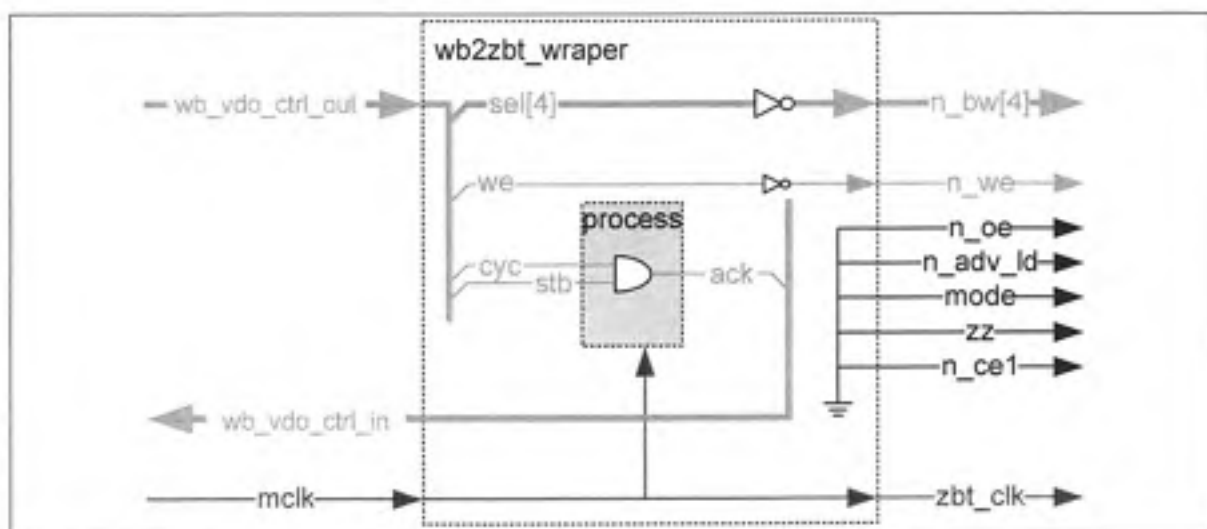 wb2zbt_wraper
wb_vdo_ctrl_out
sel[4]
n_bw[4]
we
n_we
process
n_oe
cyc
n_adv_ld
stb
ack
mode
zz
n_ce1
wb_vdo_ctrl_in
mclk
zbt_clk